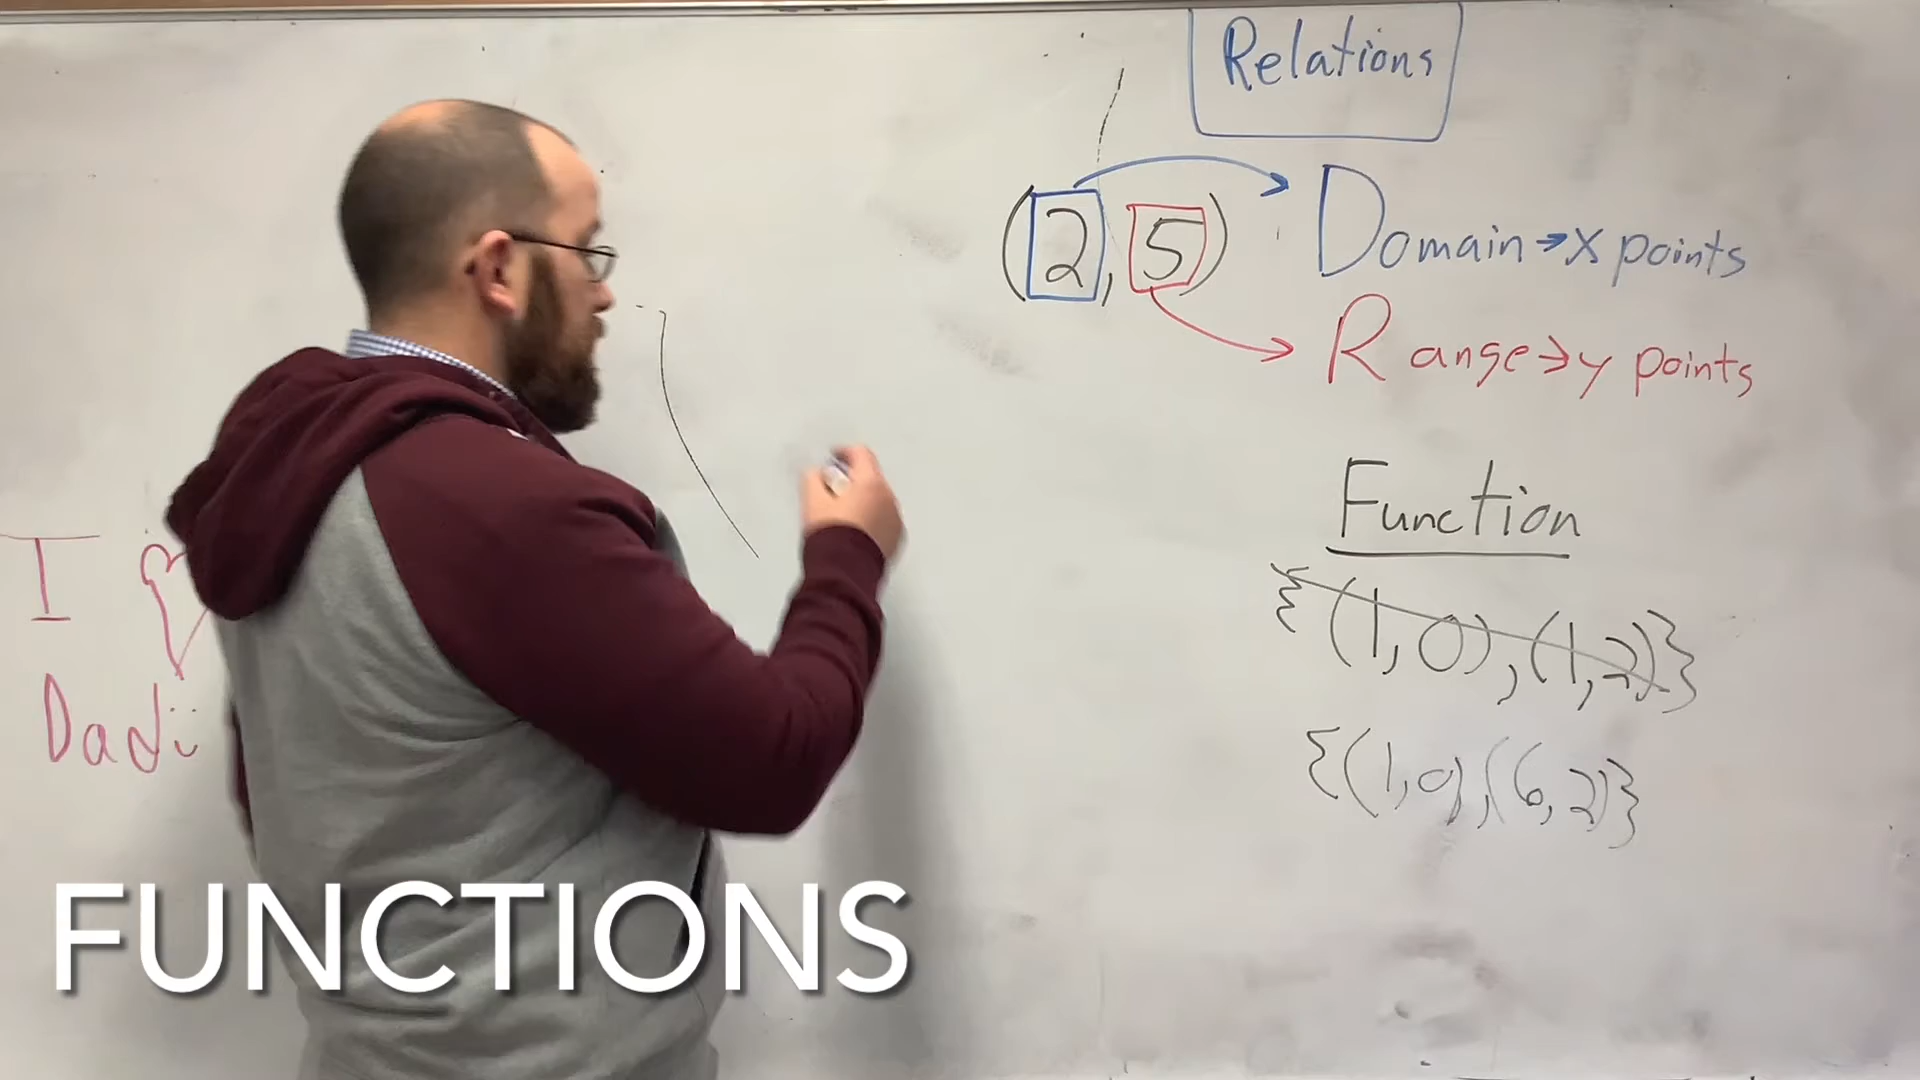 Relations
(2,5)
Domain→x points
Range→y points
Function
{(1,0),(1,2)}
{(1,0),(6,2)}
I ♡
Dad
FUNCTIONS